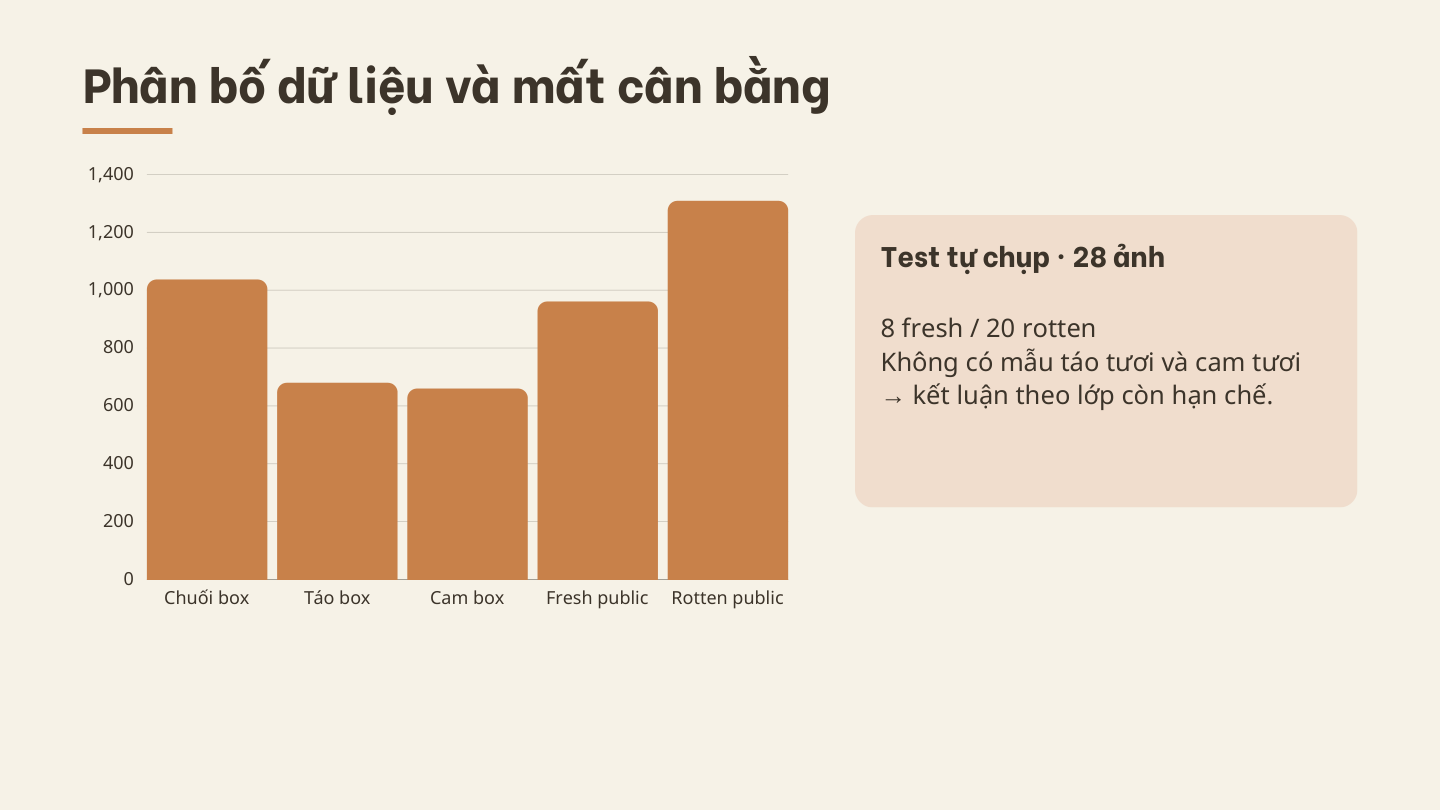 Phân bố dữ liệu và mất cân bằng
1,400
1,200
1,000
800
600
400
200
0
Chuối box
Táo box
Cam box
Fresh public
Rotten public
Test tự chụp · 28 ảnh
8 fresh / 20 rotten
Không có mẫu táo tươi và cam tươi
→ kết luận theo lớp còn hạn chế.